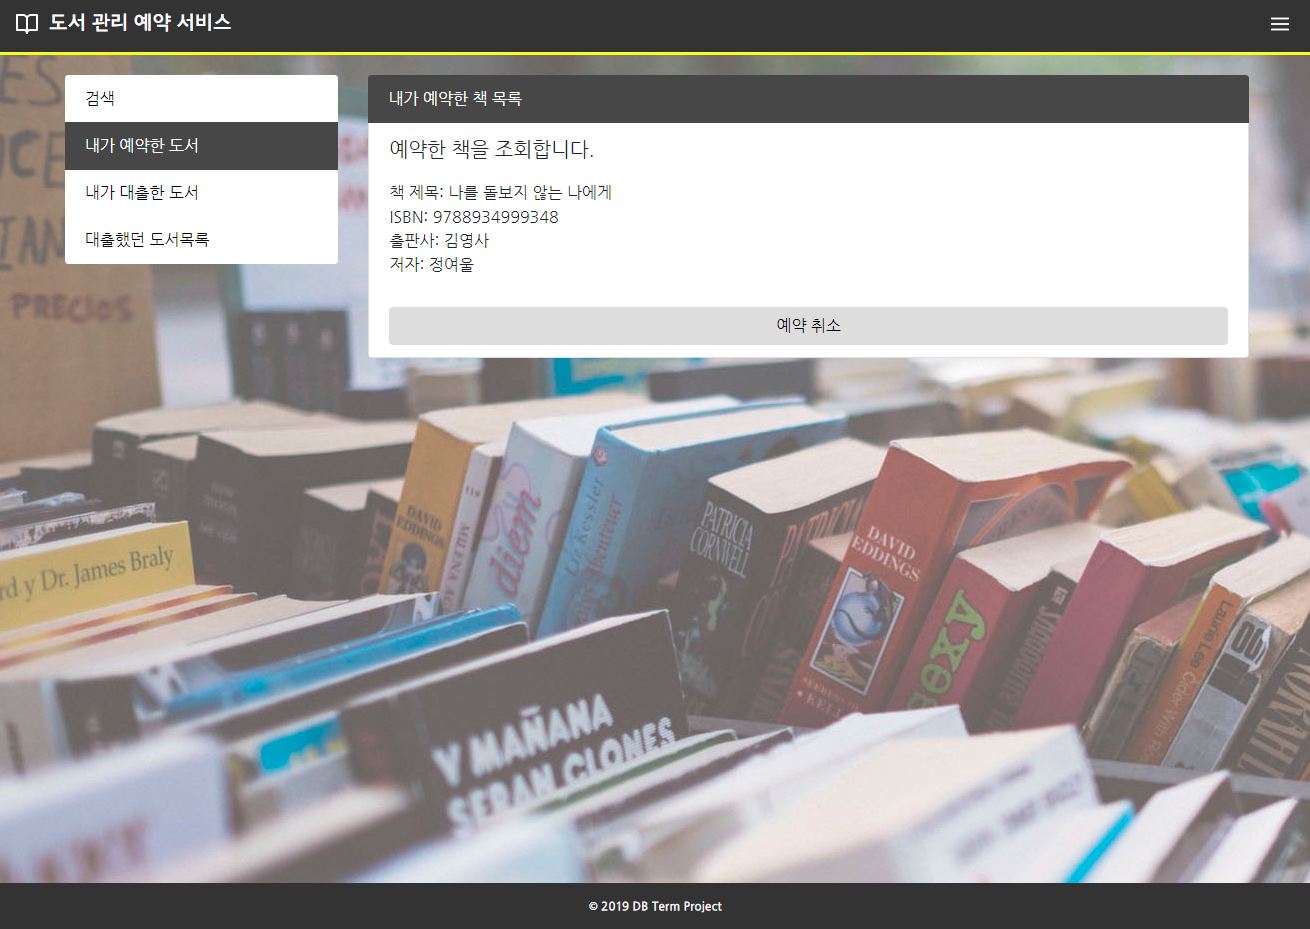 도서 관리 예약 서비스
검색
내가 예약한 도서
내가 대출한 도서
대출했던 도서목록
내가 예약한 책 목록
예약한 책을 조회합니다.
책 제목: 나를 돌보지 않는 나에게
ISBN: 9788934999348
출판사: 김영사
저자: 정여울
예약 취소
PRECIOS
DAVID
EDDINGS
diem
Liz Kessler
PATRICIA
CORNWELL
DAVID
EDDINGS
sexy
Laurie Lee
Cider With
rd y Dr. James Braly
Y MAÑANA
SERAN CLONES
© 2019 DB Term Project